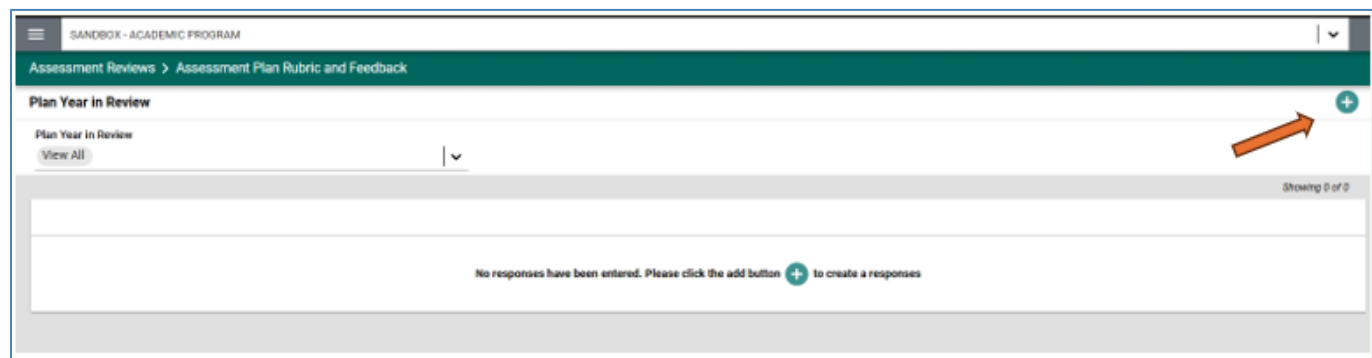 SANDBOX - ACADEMIC PROGRAM
Assessment Reviews > Assessment Plan Rubric and Feedback
Plan Year in Review
Plan Year in Review
View All
Showing 0 of 0
No responses have been entered. Please click the add button + to create a responses